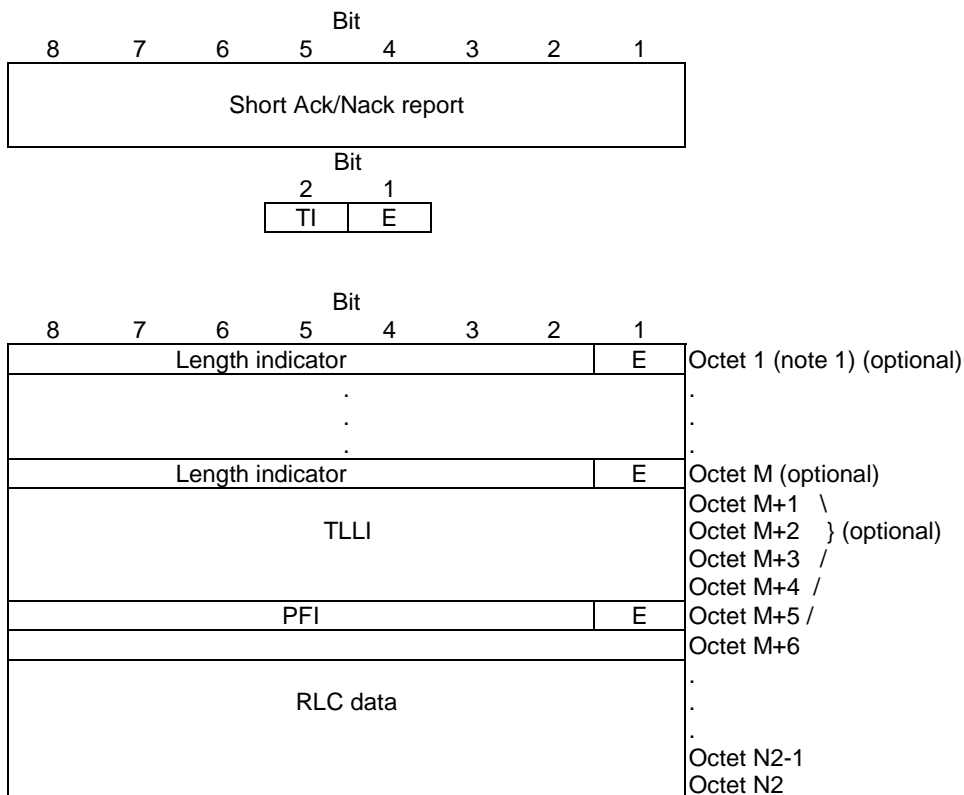 Bit
8 7 6 5 4 3 2 1
Short Ack/Nack report
Bit
2 1
TI E
Bit
8 7 6 5 4 3 2 1
Length indicator E Octet 1 (note 1) (optional)
. .
. .
. .
Length indicator E Octet M (optional)
Octet M+1 \
TLLI Octet M+2 } (optional)
Octet M+3 /
Octet M+4 /
PFI E Octet M+5 /
Octet M+6
.
RLC data .
.
Octet N2-1
Octet N2